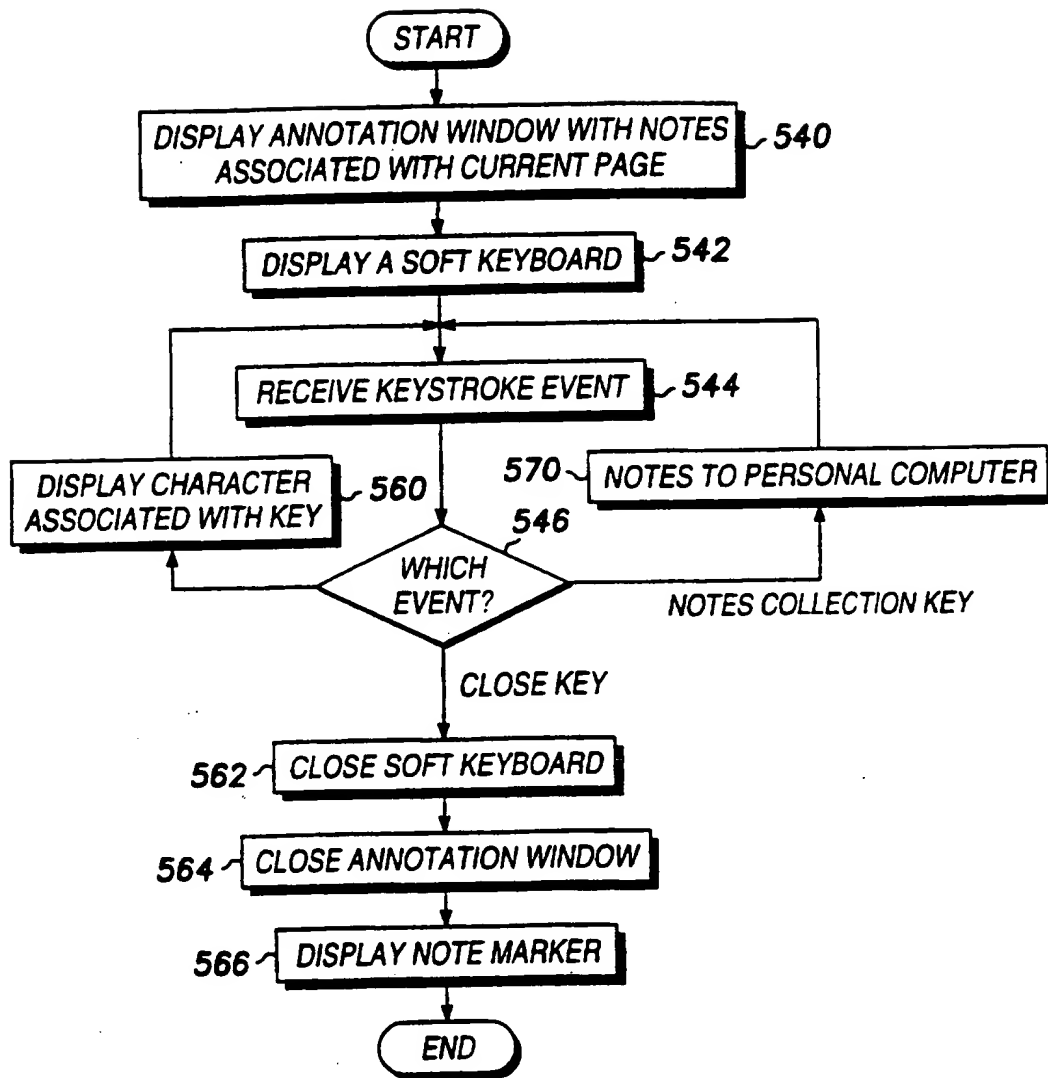 START
DISPLAY ANNOTATION WINDOW WITH NOTES
ASSOCIATED WITH CURRENT PAGE
540
DISPLAY A SOFT KEYBOARD
542
RECEIVE KEYSTROKE EVENT
544
DISPLAY CHARACTER
ASSOCIATED WITH KEY
560
570
NOTES TO PERSONAL COMPUTER
546
WHICH
EVENT?
NOTES COLLECTION KEY
CLOSE KEY
562
CLOSE SOFT KEYBOARD
564
CLOSE ANNOTATION WINDOW
566
DISPLAY NOTE MARKER
END